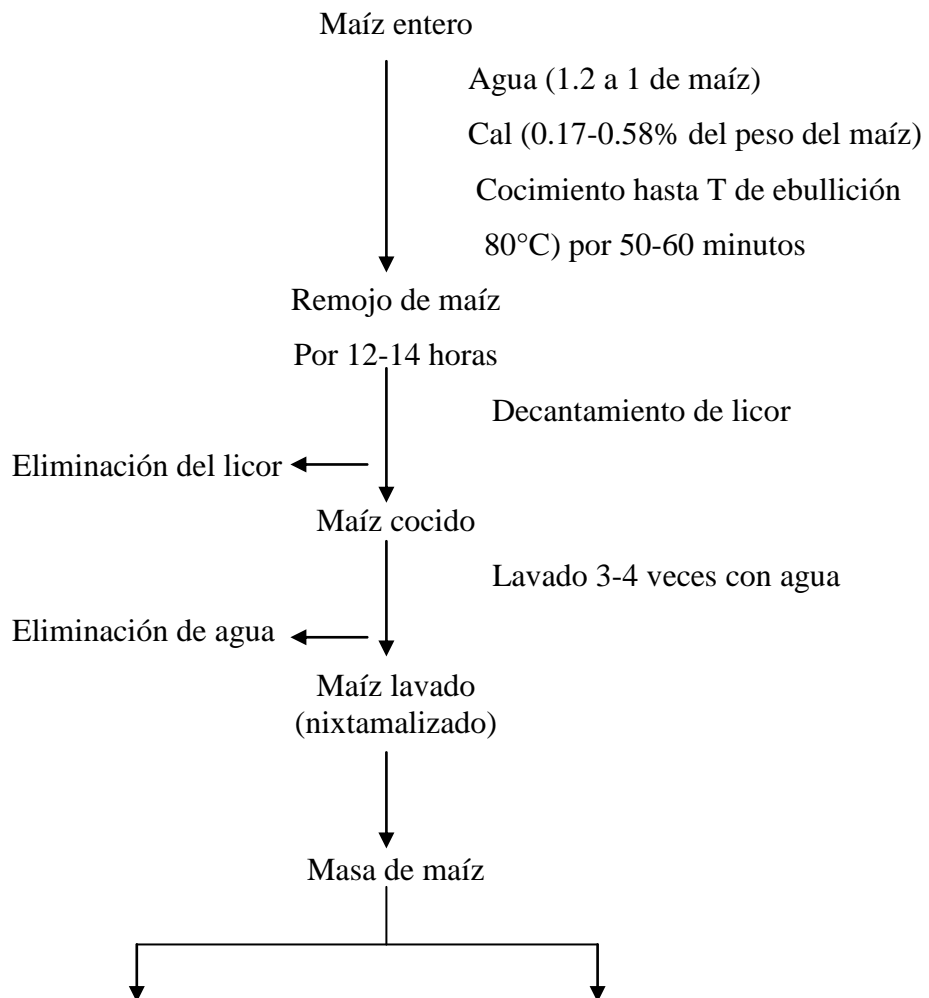 Maíz entero
Agua (1.2 a 1 de maíz)
Cal (0.17-0.58% del peso del maíz)
Cocimiento hasta T de ebullición
80°C) por 50-60 minutos
Remojo de maíz
Por 12-14 horas
Decantamiento de licor
Eliminación del licor
Maíz cocido
Lavado 3-4 veces con agua
Eliminación de agua
Maíz lavado
(nixtamalizado)
Masa de maíz